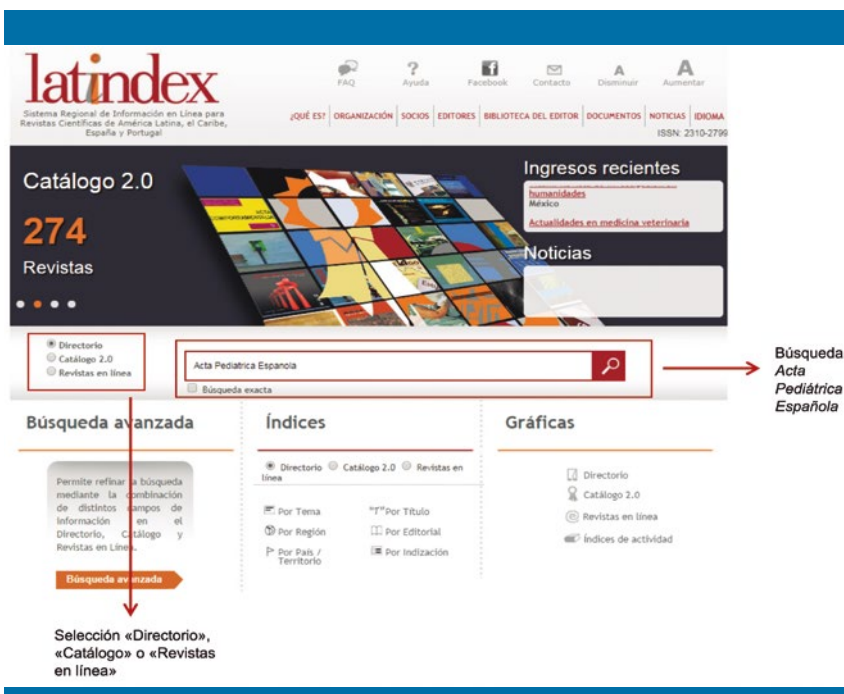 latindex
Sistema Regional de Información en Línea para
Revistas Científicas de América Latina, el Caribe,
España y Portugal
FAQ
Ayuda
Facebook
Contacto
A
Disminuir
A
Aumentar
¿QUÉ ES? ORGANIZACIÓN SOCIOS EDITORES BIBLIOTECA DEL EDITOR DOCUMENTOS NOTICIAS IDIOMA
ISSN: 2310-2799
Catálogo 2.0
274
Revistas
Ingresos recientes
humanidades
México
Actualidades en medicina veterinaria
Noticias
Directorio
Catálogo 2.0
Revistas en línea
Acta Pediatrica Espanola
Búsqueda exacta
Búsqueda
Acta
Pediátrica
Española
Búsqueda avanzada
Permite refinar la búsqueda
mediante la combinación
de distintos campos de
información en el
Directorio, Catálogo y
Revistas en Línea.
Búsqueda avanzada
Índices
Directorio Catálogo 2.0 Revistas en
línea
Por Tema
"T"Por Título
Por Región
Por Editorial
Por País /
Territorio
Por Indización
Gráficas
Directorio
Catálogo 2.0
Revistas en línea
Índices de actividad
Selección «Directorio»,
«Catálogo» o «Revistas
en línea»